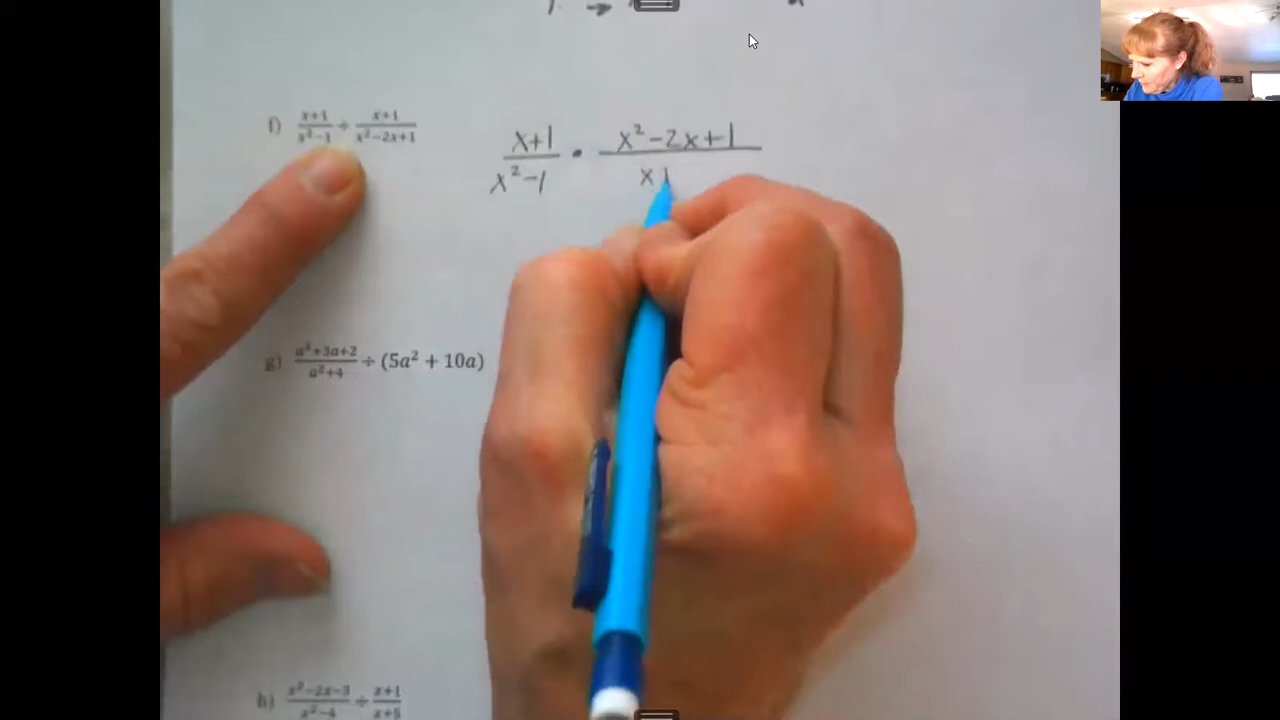 f) x+1/x²-1 ÷ x+1/x²-2x+1
x+1/x²-1 · x²-2x+1/x
g) a²+3a+2/a²+4 ÷ (5a² + 10a)
h) x²-2x-3/x²-4 ÷ x+1/x+5